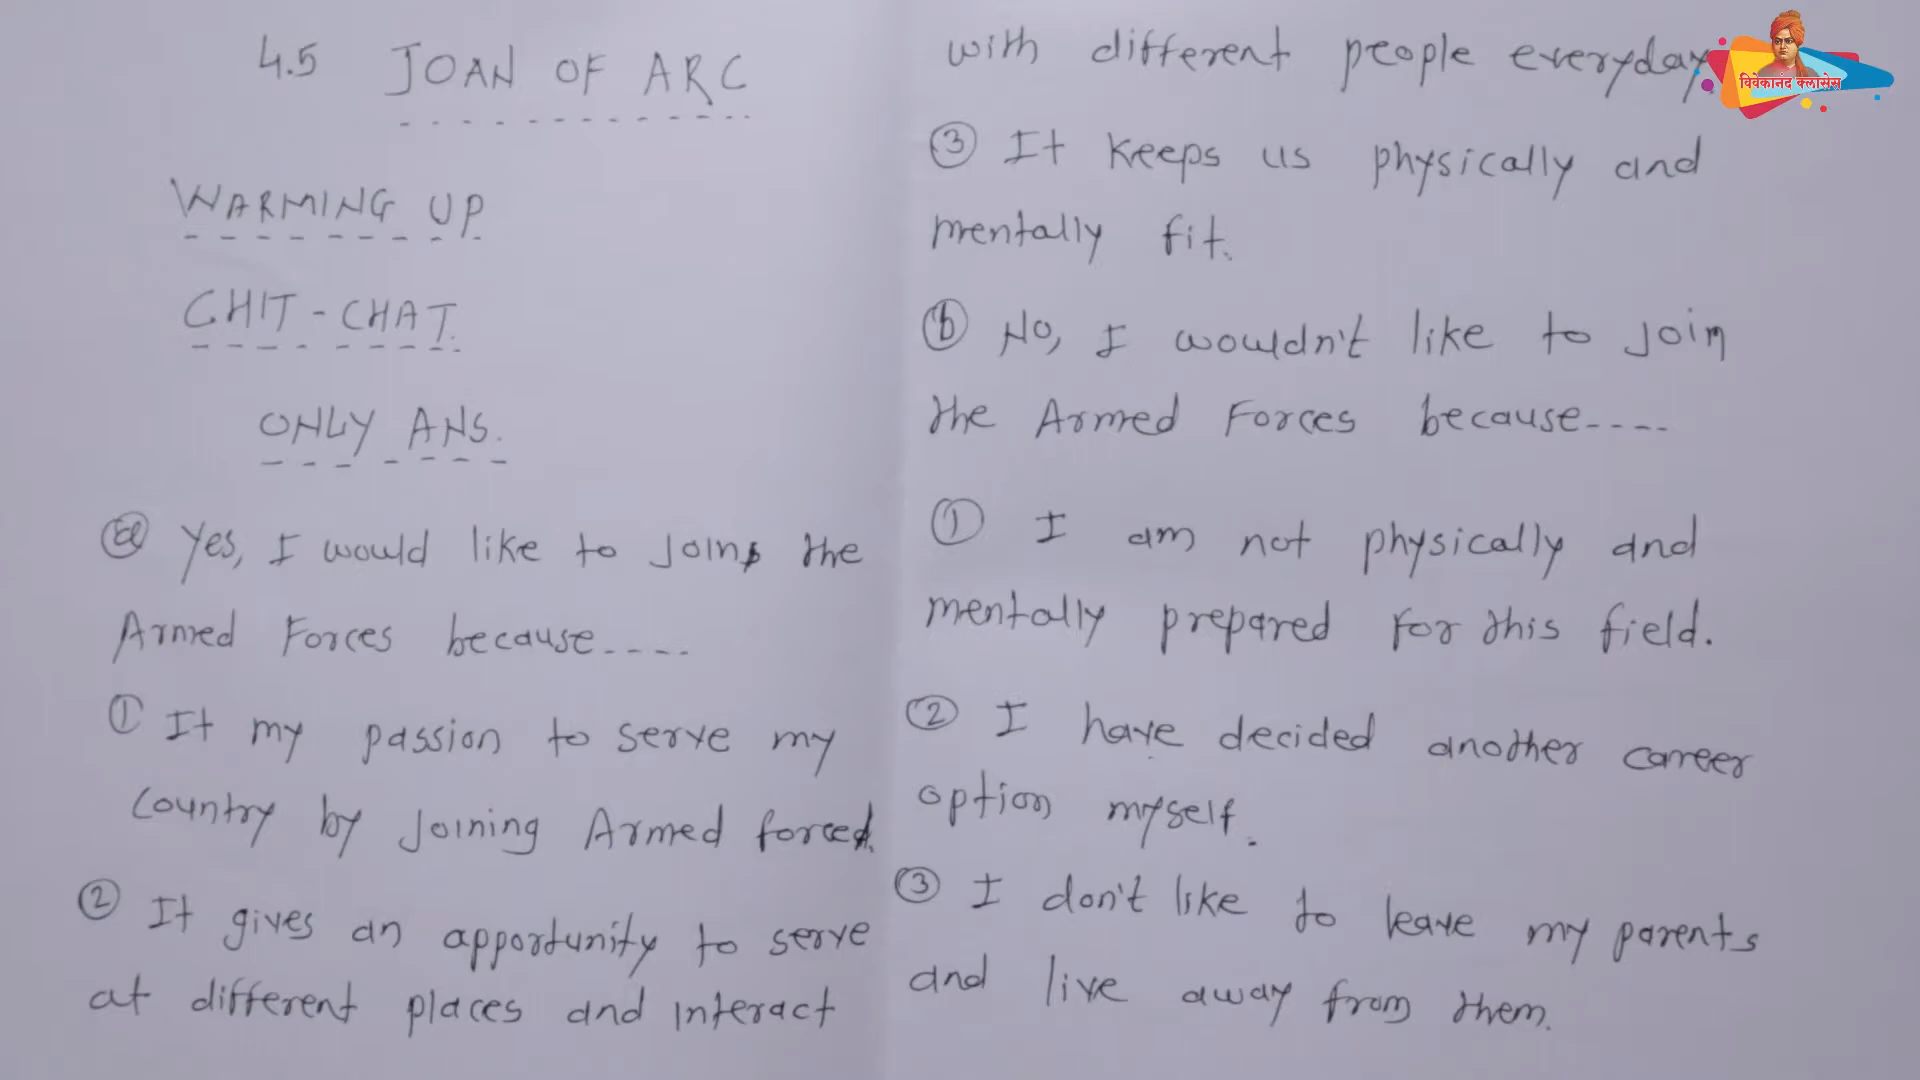 4.5 JOAN OF ARC
WARMING UP
CHIT-CHAT.
ONLY ANS.
ⓐ Yes, I would like to join the
Armed Forces because....
① It my passion to serve my
country by joining Armed forced.
② It gives an apportunity to serve
at different places and interact
with different people everyday.
③ It keeps us physically and
mentally fit.
ⓑ No, I wouldn't like to join
the Armed Forces because....
① I am not physically and
mentally prepared for this field.
② I have decided another career
option myself.
③ I don't like to leave my parents
and live away from them.
विवेकानंद क्लासेस